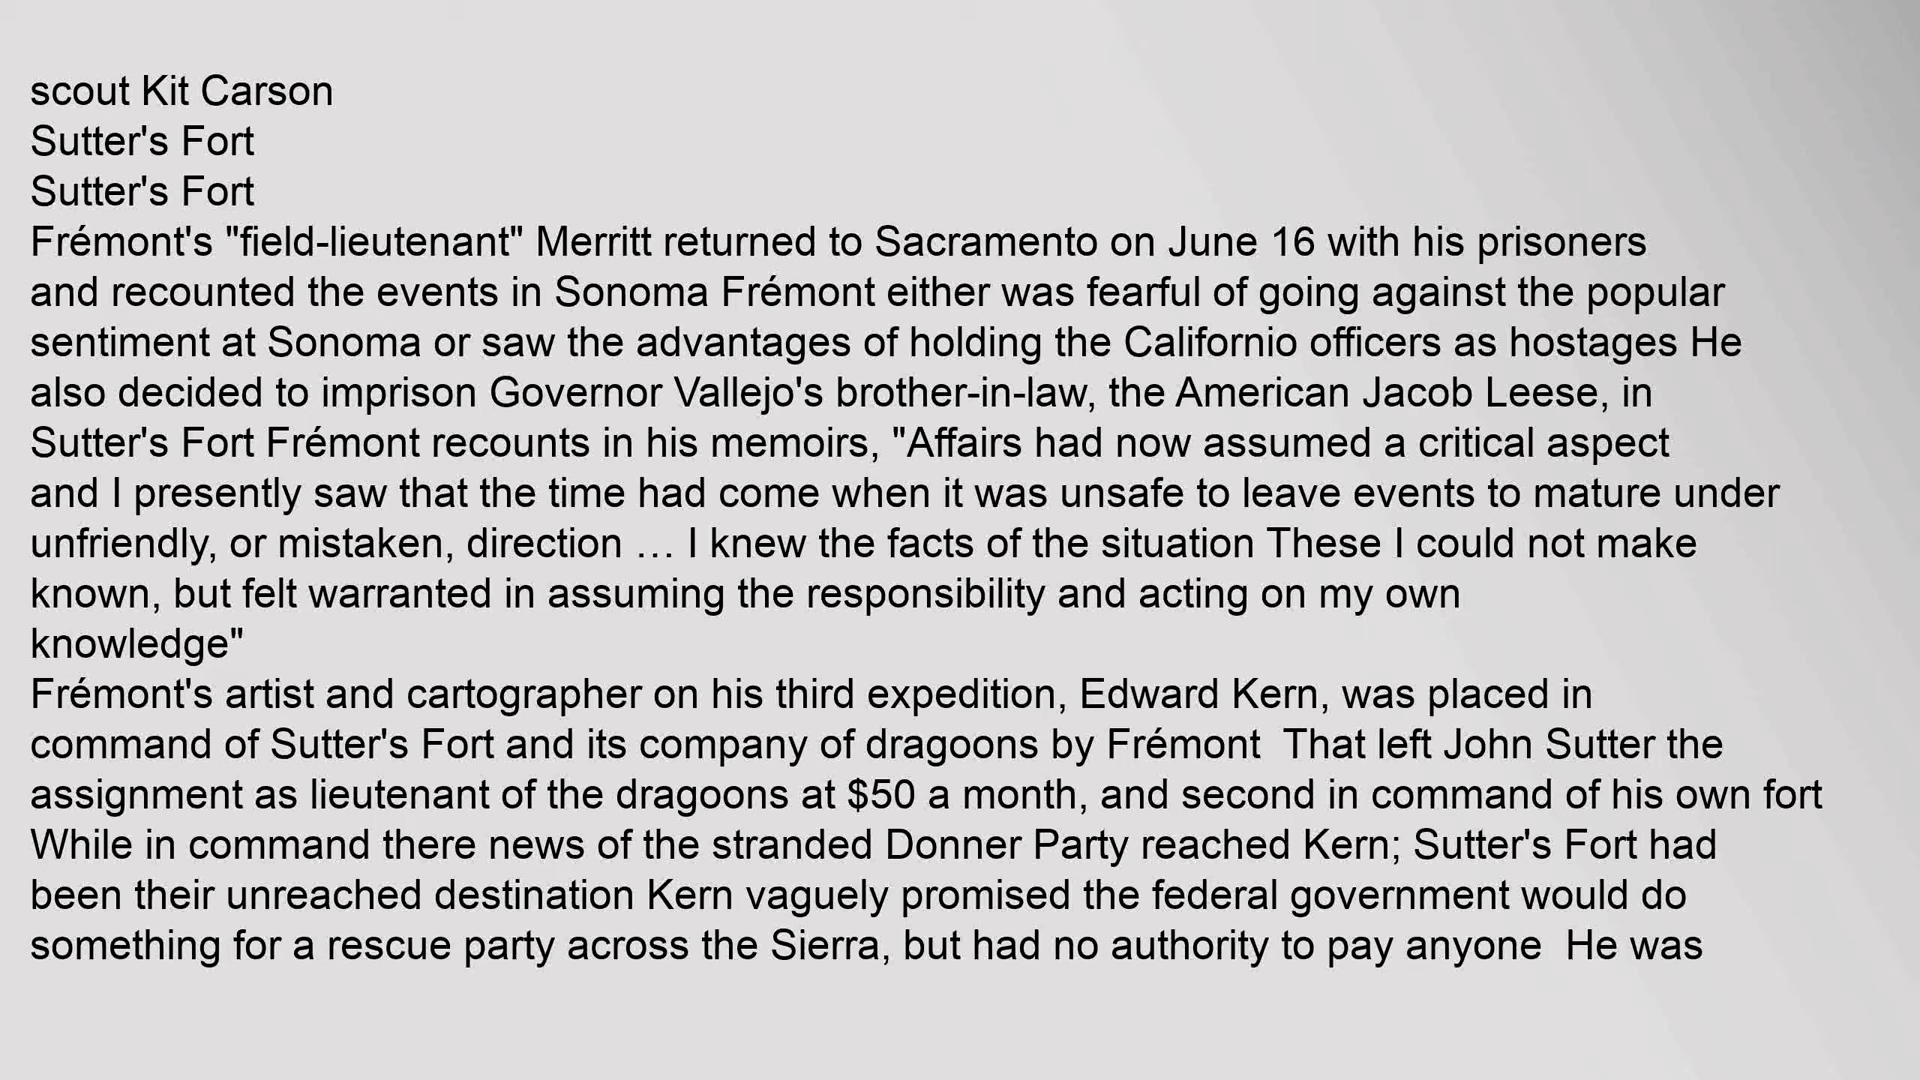 scout Kit Carson
Sutter's Fort
Sutter's Fort
Frémont's "field-lieutenant" Merritt returned to Sacramento on June 16 with his prisoners
and recounted the events in Sonoma Frémont either was fearful of going against the popular
sentiment at Sonoma or saw the advantages of holding the Californio officers as hostages He
also decided to imprison Governor Vallejo's brother-in-law, the American Jacob Leese, in
Sutter's Fort Frémont recounts in his memoirs, "Affairs had now assumed a critical aspect
and I presently saw that the time had come when it was unsafe to leave events to mature under
unfriendly, or mistaken, direction … I knew the facts of the situation These I could not make
known, but felt warranted in assuming the responsibility and acting on my own
knowledge"
Frémont's artist and cartographer on his third expedition, Edward Kern, was placed in
command of Sutter's Fort and its company of dragoons by Frémont  That left John Sutter the
assignment as lieutenant of the dragoons at $50 a month, and second in command of his own fort
While in command there news of the stranded Donner Party reached Kern; Sutter's Fort had
been their unreached destination Kern vaguely promised the federal government would do
something for a rescue party across the Sierra, but had no authority to pay anyone  He was